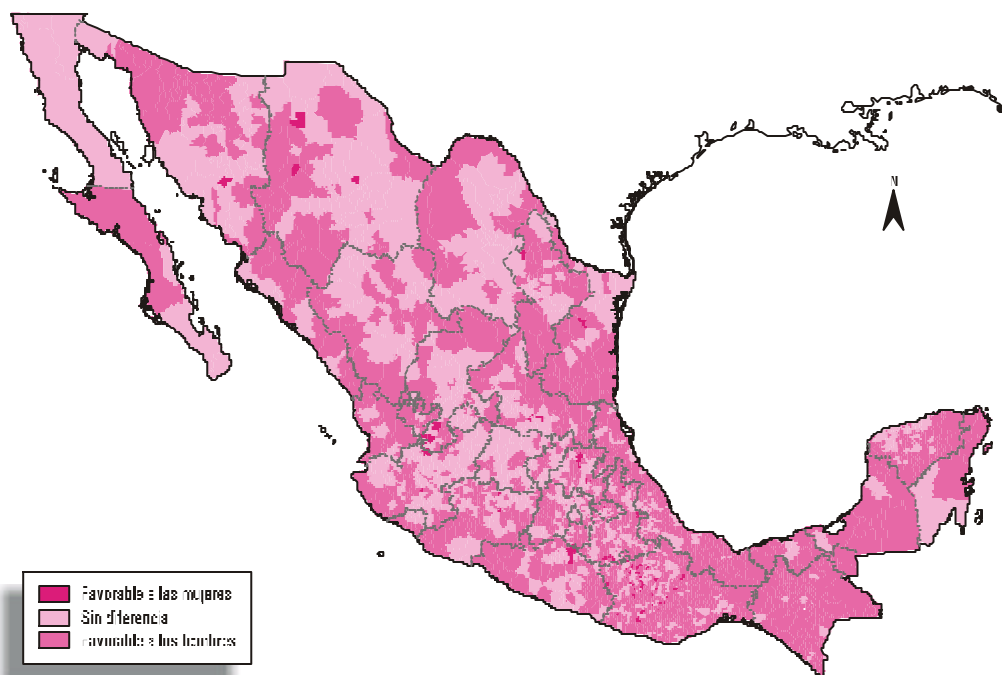 N
Favorable a las mujeres
Sin diferencia
Favorable a los hombres